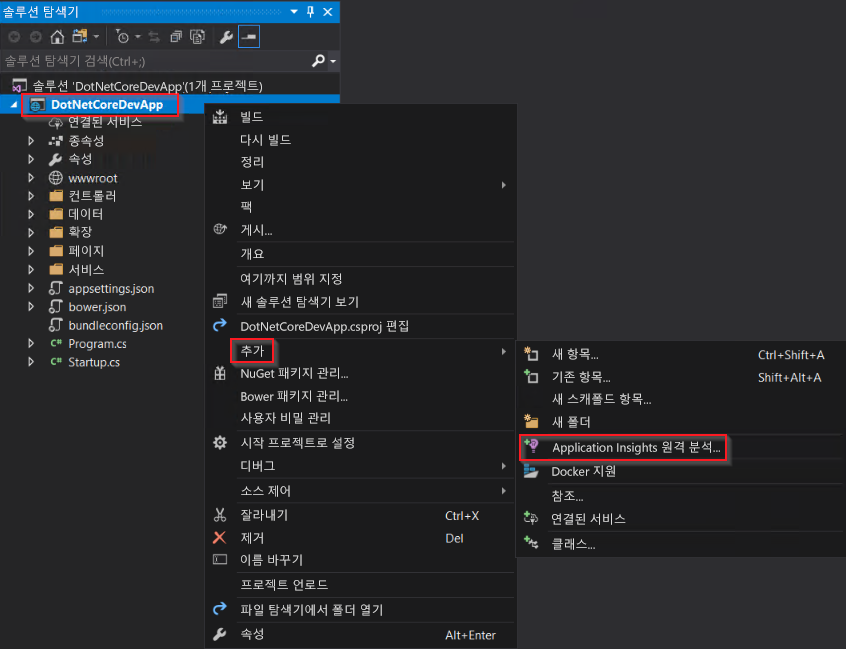 솔루션 탐색기
솔루션 탐색기 검색(Ctrl+;)
솔루션 'DotNetCoreDevApp'(1개 프로젝트)
DotNetCoreDevApp
연결된 서비스
종속성
속성
wwwroot
컨트롤러
데이터
확장
페이지
서비스
appsettings.json
bower.json
bundleconfig.json
C# Program.cs
C# Startup.cs
빌드
다시 빌드
정리
보기
팩
게시...
개요
여기까지 범위 지정
새 솔루션 탐색기 보기
DotNetCoreDevApp.csproj 편집
추가
NuGet 패키지 관리...
Bower 패키지 관리...
사용자 비밀 관리
시작 프로젝트로 설정
디버그
소스 제어
잘라내기 Ctrl+X
제거 Del
이름 바꾸기
프로젝트 언로드
파일 탐색기에서 폴더 열기
속성 Alt+Enter
새 항목... Ctrl+Shift+A
기존 항목... Shift+Alt+A
새 스캐폴드 항목...
새 폴더
Application Insights 원격 분석...
Docker 지원
참조...
연결된 서비스
클래스...